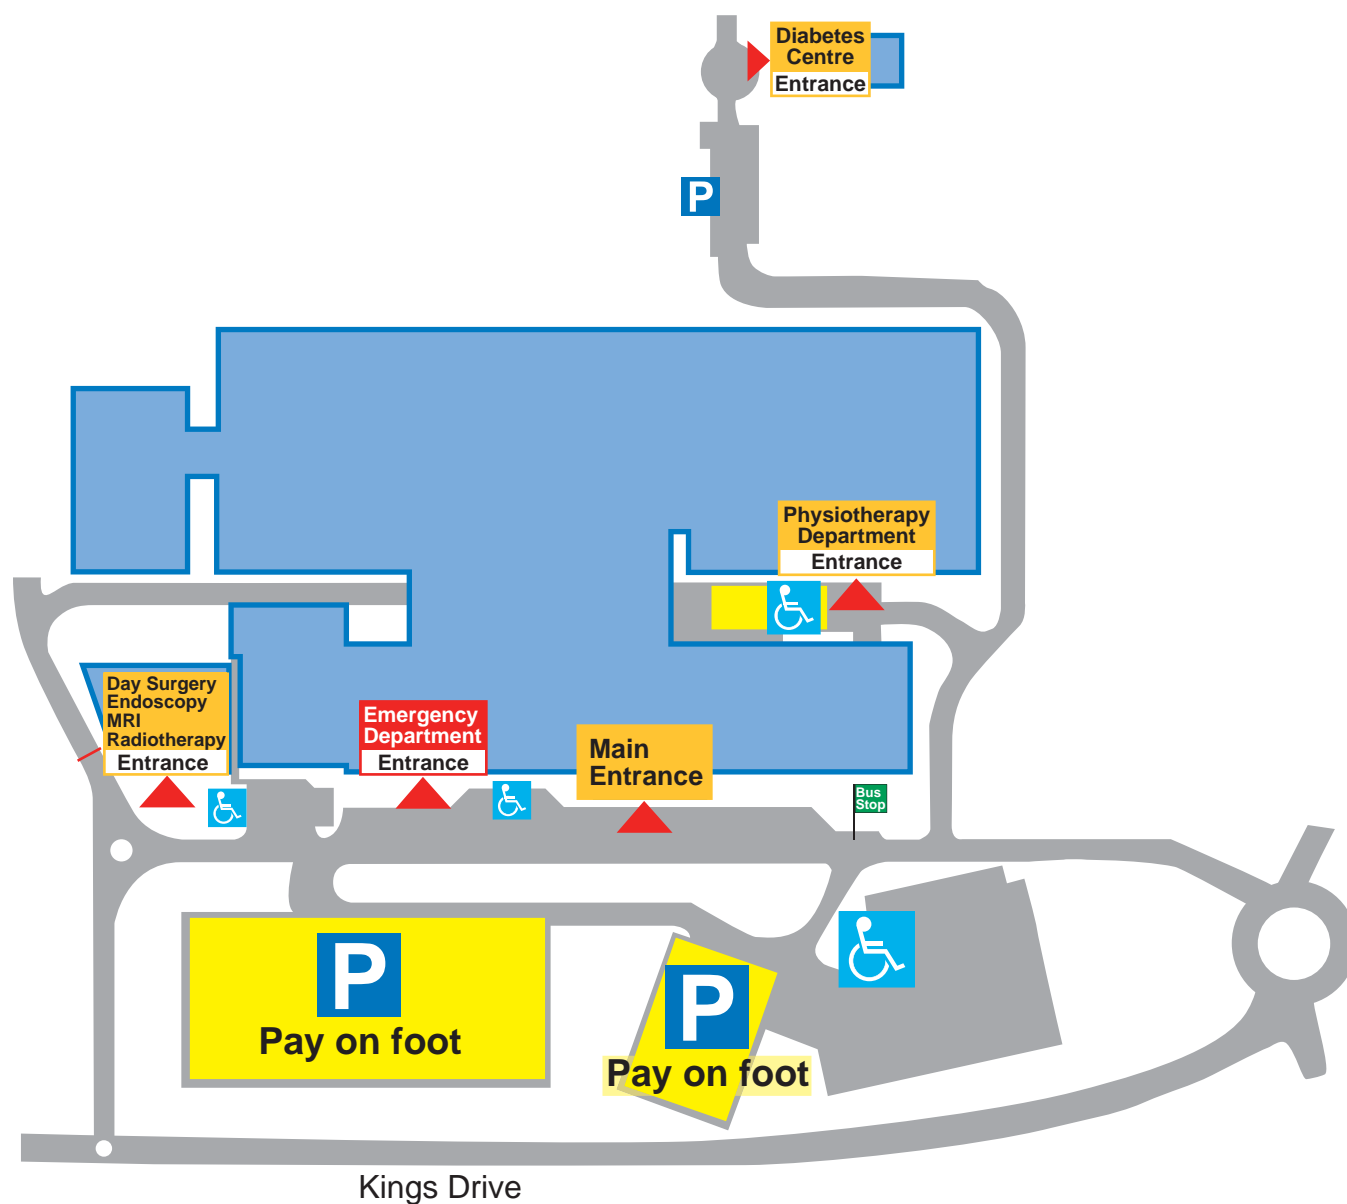 Diabetes
Centre
Entrance
P
Physiotherapy
Department
Entrance
Day Surgery
Endoscopy
MRI
Radiotherapy
Entrance
Emergency
Department
Entrance
Main
Entrance
Bus
Stop
P
Pay on foot
P
Pay on foot
Kings Drive